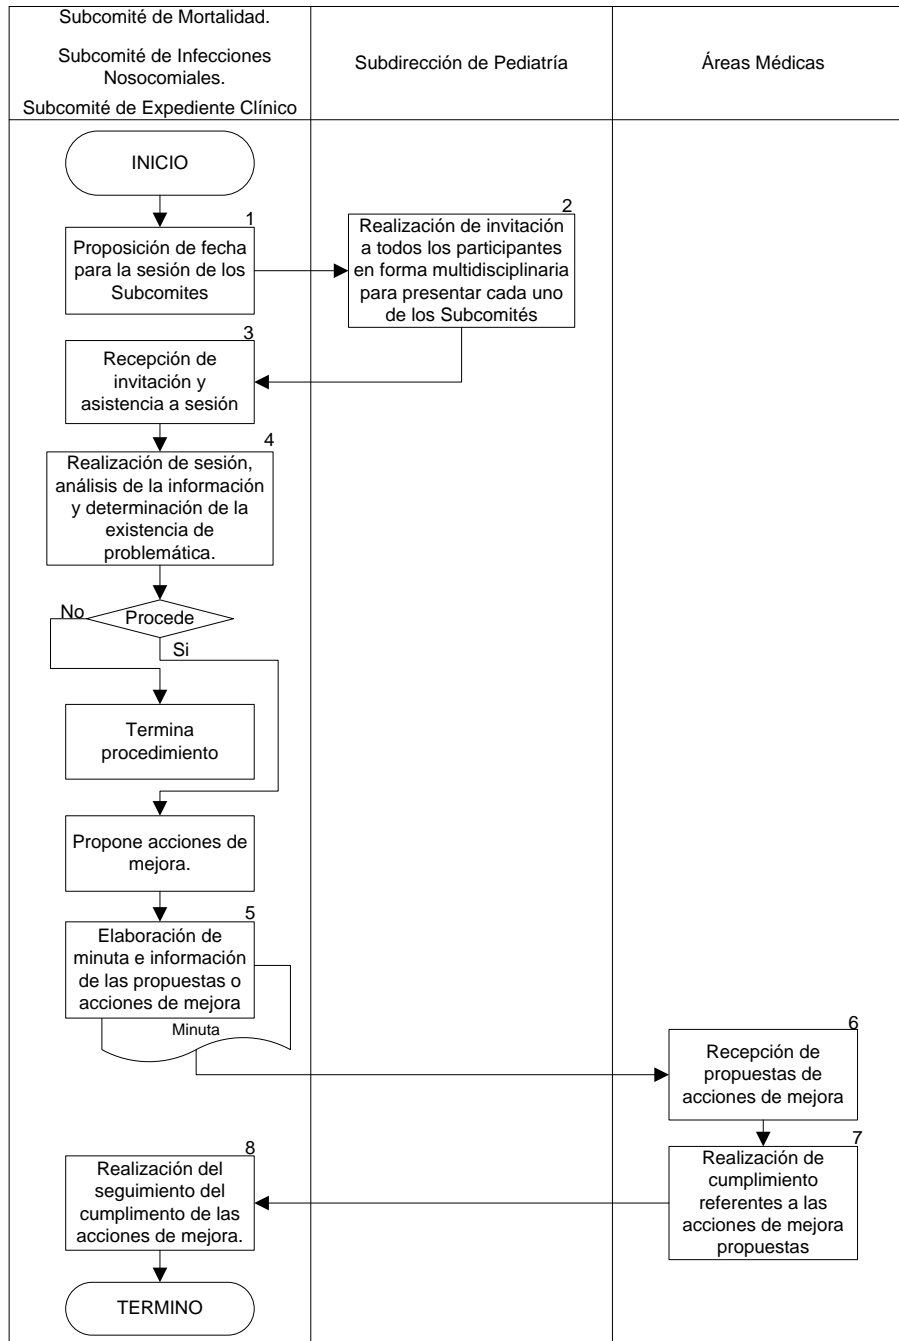 Subcomité de Mortalidad.
Subcomité de Infecciones
Nosocomiales.
Subcomité de Expediente Clínico
Subdirección de Pediatría
Áreas Médicas
INICIO
1
Proposición de fecha
para la sesión de los
Subcomites
2
Realización de invitación
a todos los participantes
en forma multidisciplinaria
para presentar cada uno
de los Subcomités
3
Recepción de
invitación y
asistencia a sesión
4
Realización de sesión,
análisis de la información
y determinación de la
existencia de
problemática.
No
Procede
Si
Termina
procedimiento
Propone acciones de
mejora.
5
Elaboración de
minuta e información
de las propuestas o
acciones de mejora
Minuta
6
Recepción de
propuestas de
acciones de mejora
7
Realización de
cumplimiento
referentes a las
acciones de mejora
propuestas
8
Realización del
seguimiento del
cumplimento de las
acciones de mejora.
TERMINO